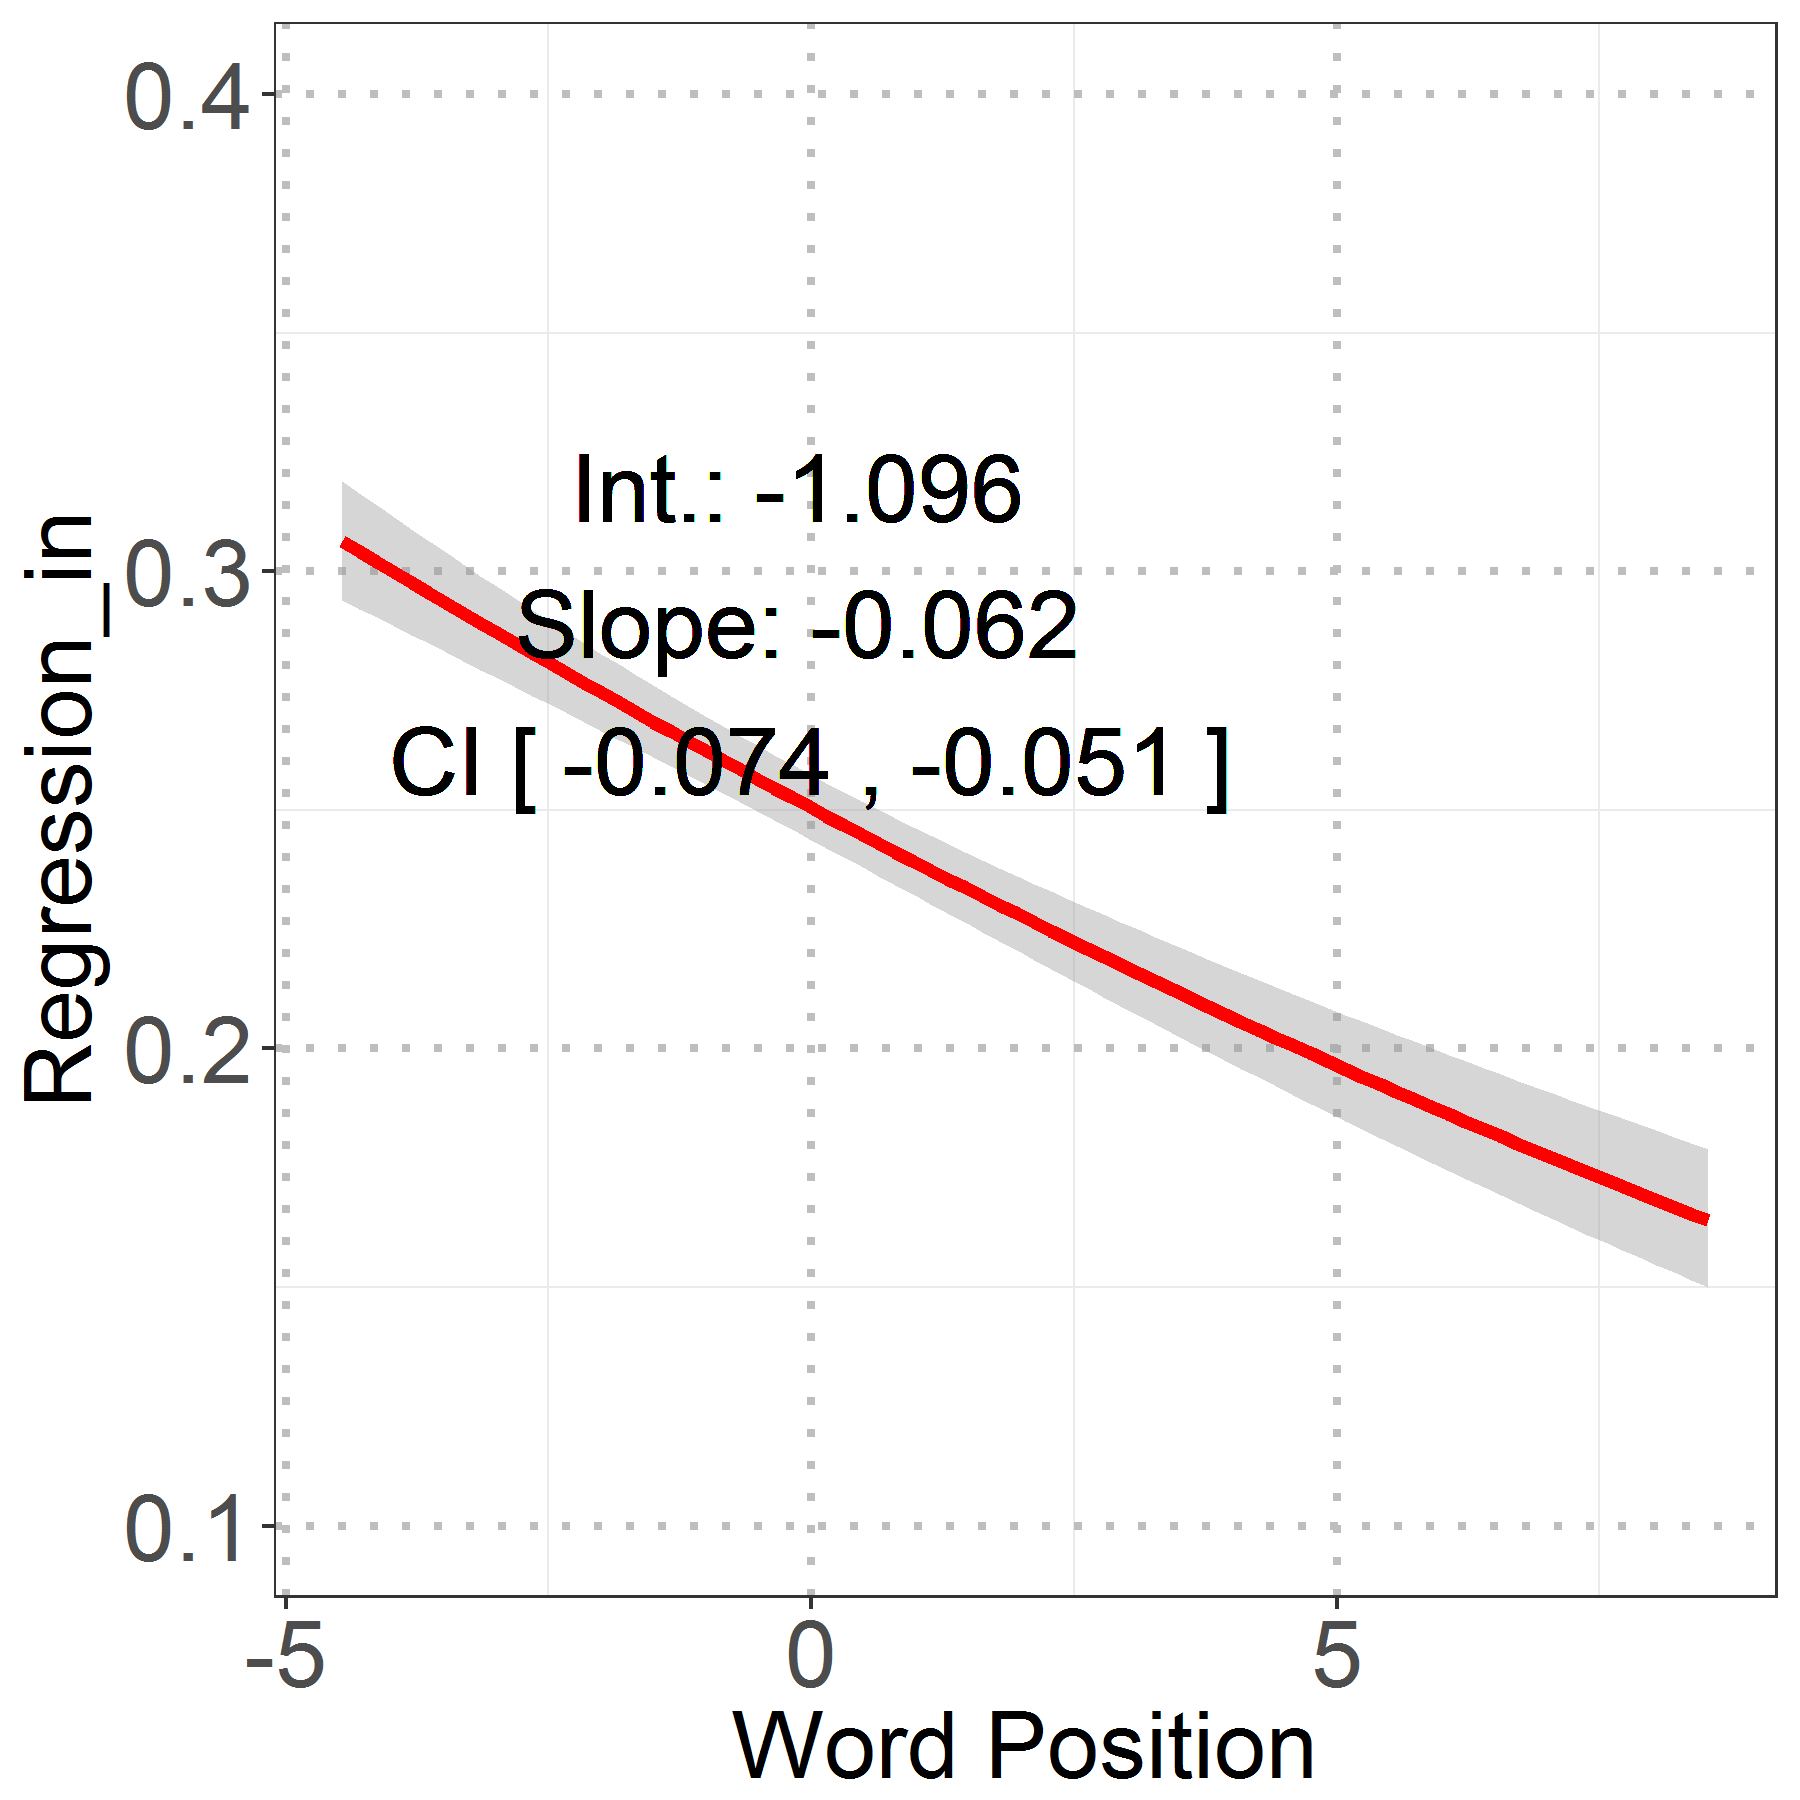 0.4
Int.: -1.096
0.3
Slope: -0.062
CI [ -0.074 , -0.051 ]
Regression_in
0.2
0.1
-5 0 5
Word Position